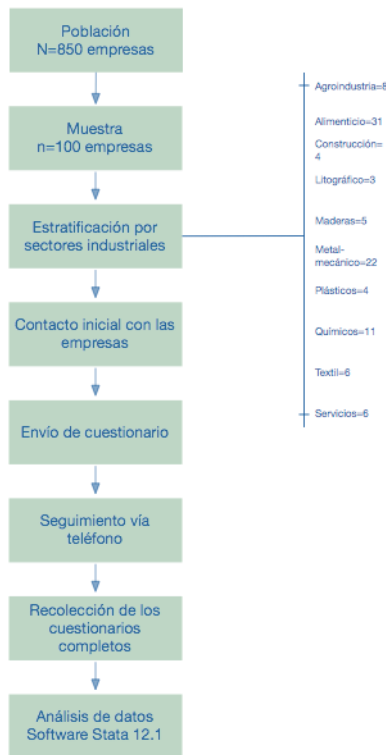 Población
N=850 empresas
Muestra
n=100 empresas
Estratificación por
sectores industriales
Contacto inicial con las
empresas
Envío de cuestionario
Seguimiento vía
teléfono
Recolección de los
cuestionarios
completos
Análisis de datos
Software Stata 12.1
Agroindustria=8
Alimenticio=31
Construcción=
4
Litográfico=3
Maderas=5
Metal-
mecánico=22
Plásticos=4
Químicos=11
Textil=6
Servicios=6